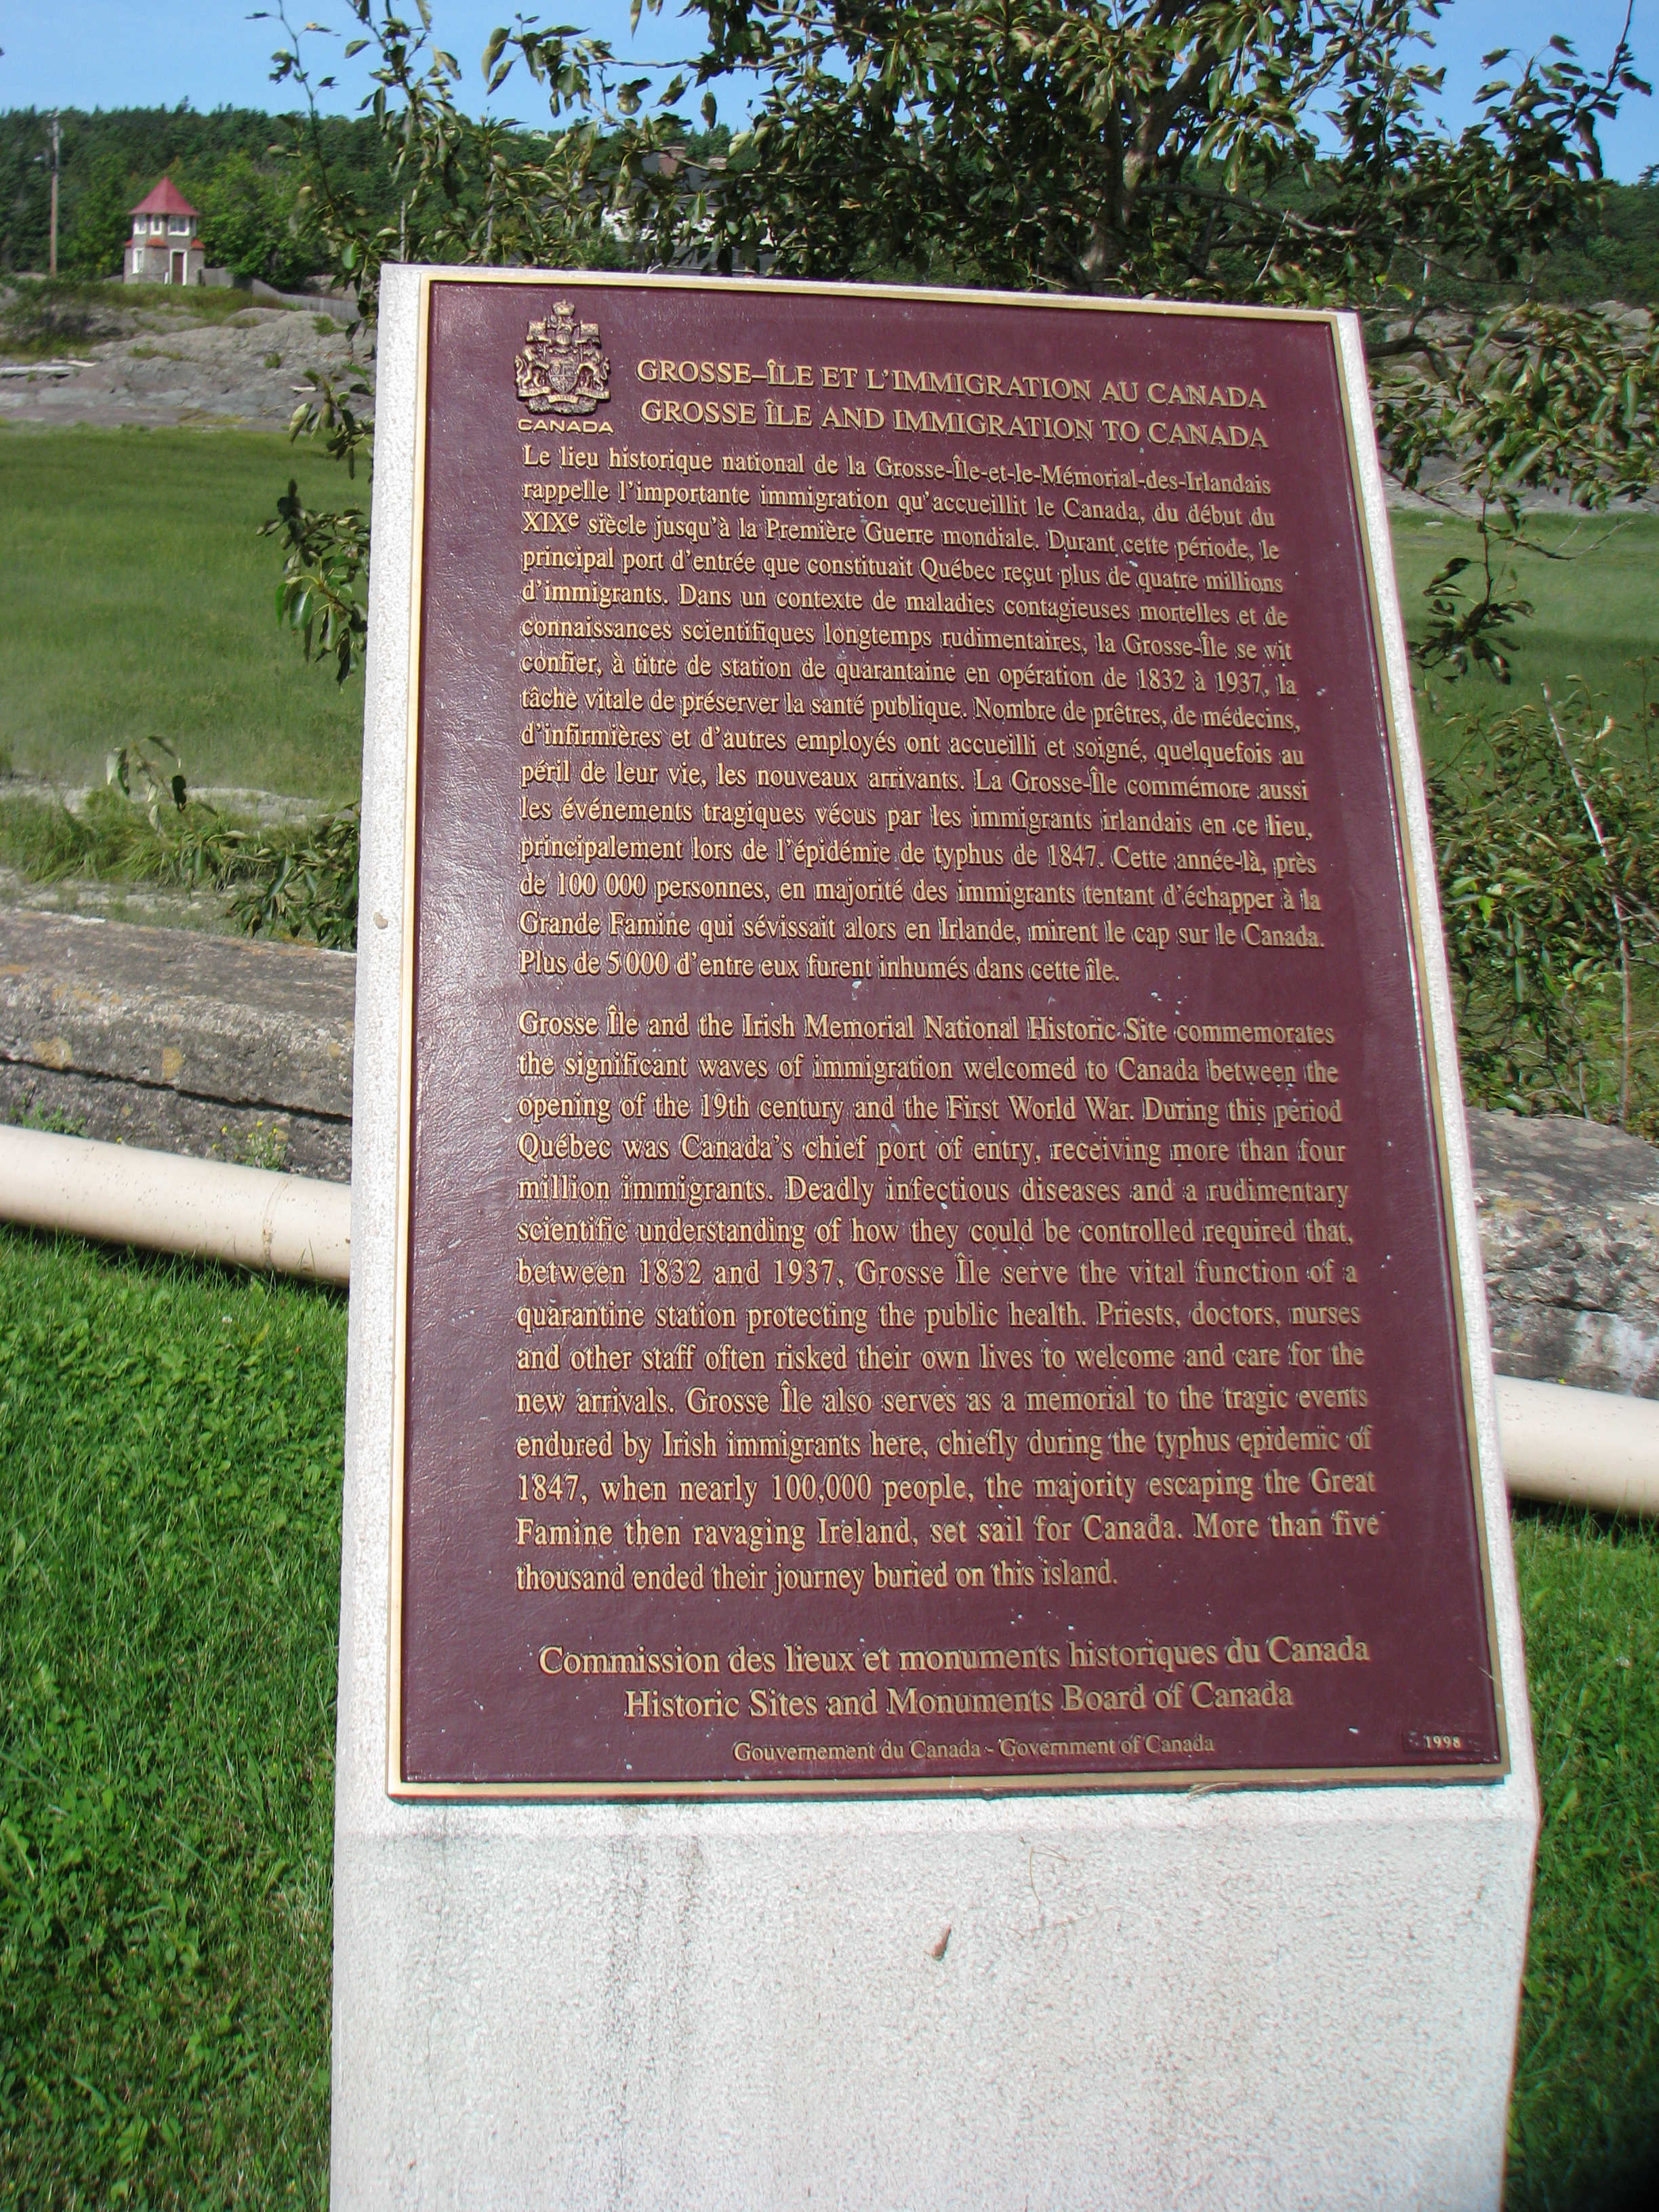 CANADA
GROSSE–ÎLE ET L'IMMIGRATION AU CANADA
GROSSE ÎLE AND IMMIGRATION TO CANADA
Le lieu historique national de la Grosse-Île-et-le-Mémorial-des-Irlandais
rappelle l'importante immigration qu'accueillit le Canada, du début du
XIXe siècle jusqu'à la Première Guerre mondiale. Durant cette période, le
principal port d'entrée que constituait Québec reçut plus de quatre millions
d'immigrants. Dans un contexte de maladies contagieuses mortelles et de
connaissances scientifiques longtemps rudimentaires, la Grosse-Île se vit
confier, à titre de station de quarantaine en opération de 1832 à 1937, la
tâche vitale de préserver la santé publique. Nombre de prêtres, de médecins,
d'infirmières et d'autres employés ont accueilli et soigné, quelquefois au
péril de leur vie, les nouveaux arrivants. La Grosse-Île commémore aussi
les événements tragiques vécus par les immigrants irlandais en ce lieu,
principalement lors de l'épidémie de typhus de 1847. Cette année-là, près
de 100 000 personnes, en majorité des immigrants tentant d'échapper à la
Grande Famine qui sévissait alors en Irlande, mirent le cap sur le Canada.
Plus de 5 000 d'entre eux furent inhumés dans cette île.
Grosse Île and the Irish Memorial National Historic Site commemorates
the significant waves of immigration welcomed to Canada between the
opening of the 19th century and the First World War. During this period
Québec was Canada's chief port of entry, receiving more than four
million immigrants. Deadly infectious diseases and a rudimentary
scientific understanding of how they could be controlled required that,
between 1832 and 1937, Grosse Île serve the vital function of a
quarantine station protecting the public health. Priests, doctors, nurses
and other staff often risked their own lives to welcome and care for the
new arrivals. Grosse Île also serves as a memorial to the tragic events
endured by Irish immigrants here, chiefly during the typhus epidemic of
1847, when nearly 100,000 people, the majority escaping the Great
Famine then ravaging Ireland, set sail for Canada. More than five
thousand ended their journey buried on this island.
Commission des lieux et monuments historiques du Canada
Historic Sites and Monuments Board of Canada
Gouvernement du Canada - Government of Canada
1998